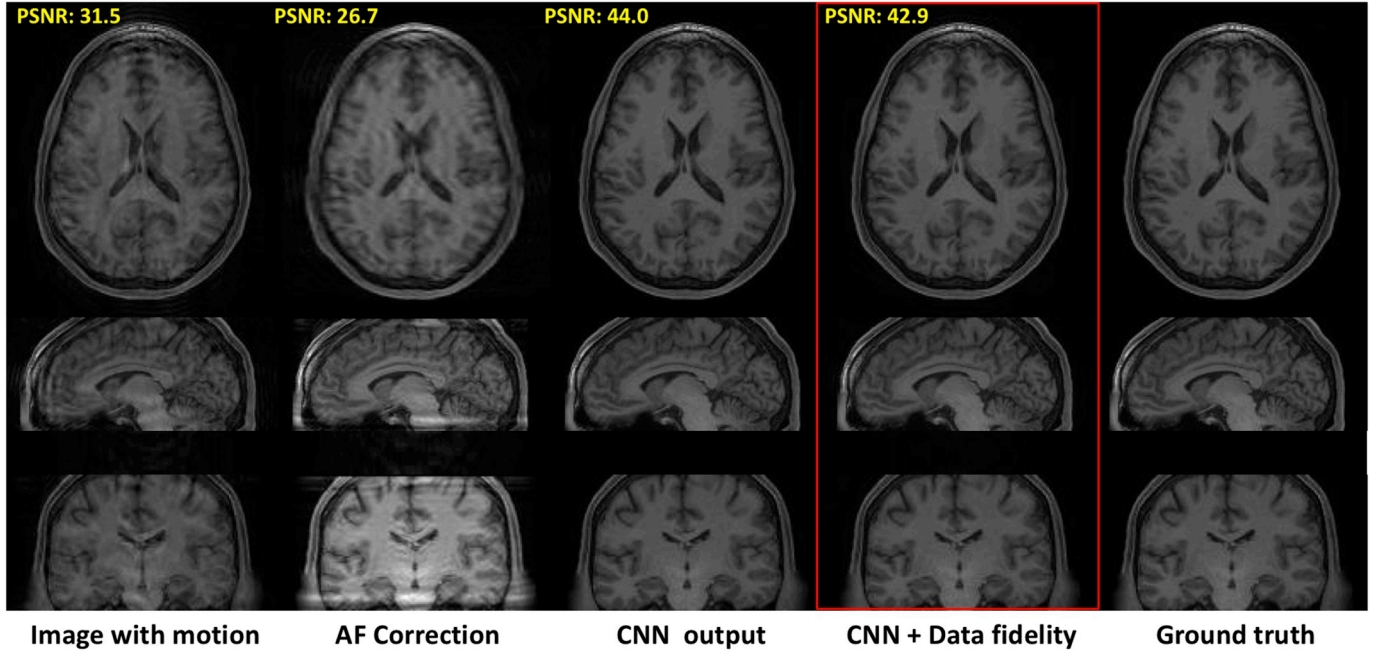 PSNR: 31.5
PSNR: 26.7
PSNR: 44.0
PSNR: 42.9
Image with motion
AF Correction
CNN output
CNN + Data fidelity
Ground truth